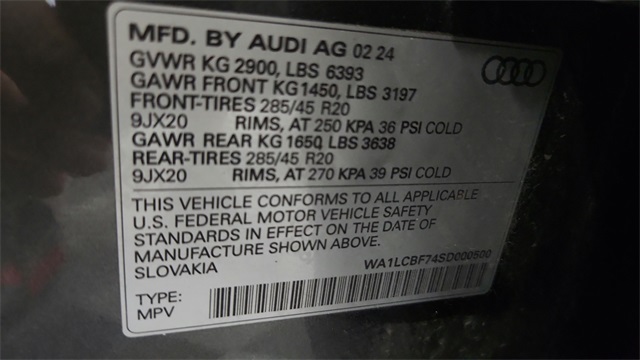 MFD. BY AUDI AG 02 24
GVWR KG 2900, LBS 6393
GAWR FRONT KG1450, LBS 3197
FRONT-TIRES 285/45 R20
9JX20 RIMS, AT 250 KPA 36 PSI COLD
GAWR REAR KG 1650, LBS 3638
REAR-TIRES 285/45 R20
9JX20 RIMS, AT 270 KPA 39 PSI COLD
THIS VEHICLE CONFORMS TO ALL APPLICABLE
U.S. FEDERAL MOTOR VEHICLE SAFETY
STANDARDS IN EFFECT ON THE DATE OF
MANUFACTURE SHOWN ABOVE.
SLOVAKIA
WA1LCBF74SD000500
TYPE:
MPV